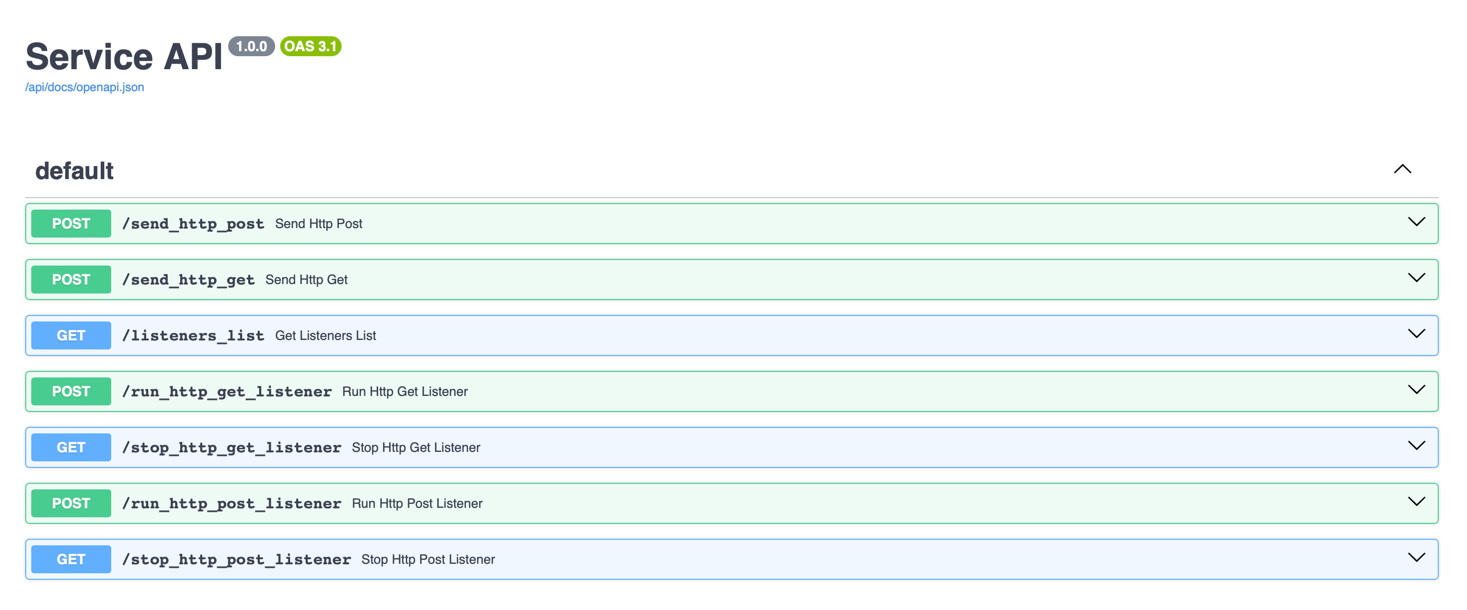 Service API 1.0.0 OAS 3.1
/api/docs/openapi.json
default
POST /send_http_post Send Http Post
POST /send_http_get Send Http Get
GET /listeners_list Get Listeners List
POST /run_http_get_listener Run Http Get Listener
GET /stop_http_get_listener Stop Http Get Listener
POST /run_http_post_listener Run Http Post Listener
GET /stop_http_post_listener Stop Http Post Listener